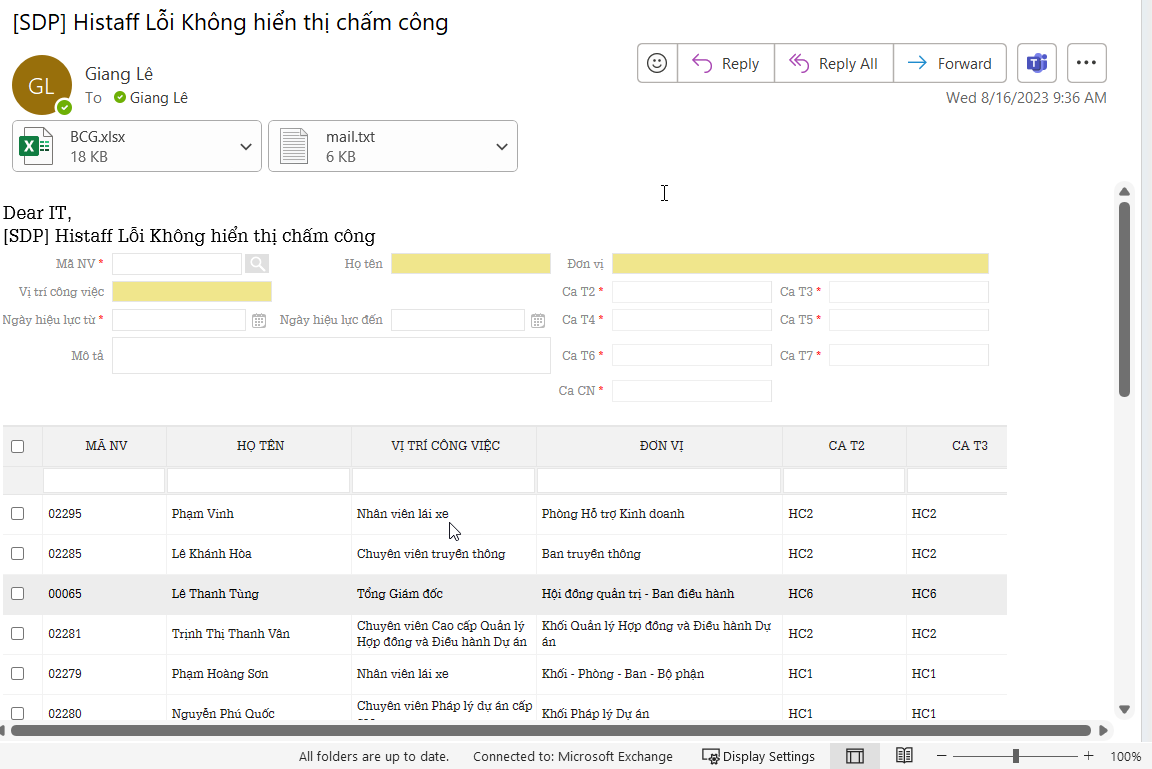 [SDP] Histaff Lỗi Không hiển thị chấm công
GL
Giang Lê
To Giang Lê
Reply
Reply All
Forward
Wed 8/16/2023 9:36 AM
BCG.xlsx
18 KB
mail.txt
6 KB
Dear IT,
[SDP] Histaff Lỗi Không hiển thị chấm công
Mã NV * Họ tên Đơn vị
Vị trí công việc Ca T2 * Ca T3 *
Ngày hiệu lực từ * Ngày hiệu lực đến Ca T4 * Ca T5 *
Mô tả Ca T6 * Ca T7 *
Ca CN *
MÃ NV HỌ TÊN VỊ TRÍ CÔNG VIỆC ĐƠN VỊ CA T2 CA T3
02295 Phạm Vinh Nhân viên lái xe Phòng Hỗ trợ Kinh doanh HC2 HC2
02285 Lê Khánh Hòa Chuyên viên truyền thông Ban truyền thông HC2 HC2
00065 Lê Thanh Tùng Tổng Giám đốc Hội đồng quản trị - Ban điều hành HC6 HC6
02281 Trịnh Thị Thanh Vân Chuyên viên Cao cấp Quản lý Hợp đồng và Điều hành Dự án Khối Quản lý Hợp đồng và Điều hành Dự án HC2 HC2
02279 Phạm Hoàng Sơn Nhân viên lái xe Khối - Phòng - Ban - Bộ phận HC1 HC1
02280 Nguyễn Phú Quốc Chuyên viên Pháp lý dự án cấp Khối Pháp lý Dự án HC1 HC1
All folders are up to date. Connected to: Microsoft Exchange Display Settings 100%